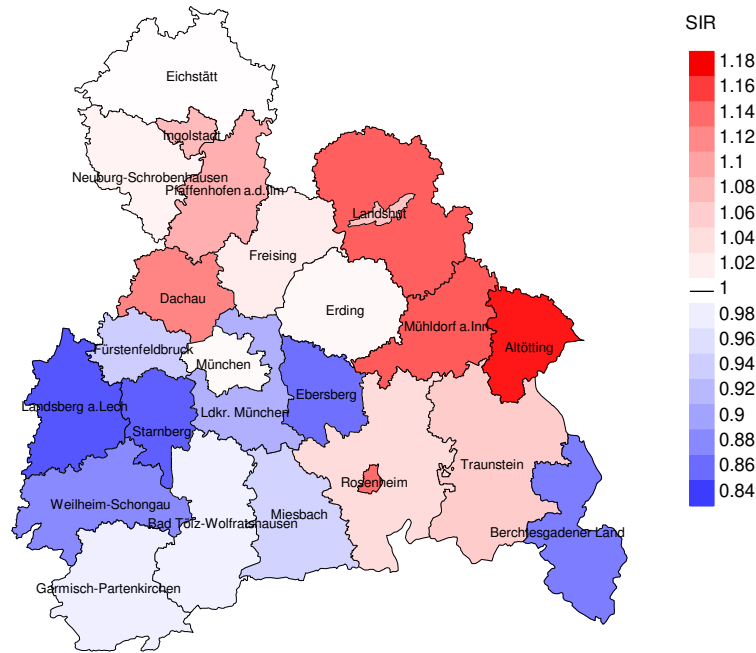 SIR
1.18
1.16
1.14
1.12
1.1
1.08
1.06
1.04
1.02
1
0.98
0.96
0.94
0.92
0.9
0.88
0.86
0.84
Eichstätt
Ingolstadt
Neuburg-Schrobenhausen
Pfaffenhofen a.d.Ilm
Landshut
Freising
Dachau
Erding
Mühldorf a.Inn
Altötting
Fürstenfeldbruck
München
Ebersberg
Landsberg a.Lech
Ldkr. München
Starnberg
Traunstein
Rosenheim
Miesbach
Weilheim-Schongau
Bad Tölz-Wolfratshausen
Berchtesgadener Land
Garmisch-Partenkirchen